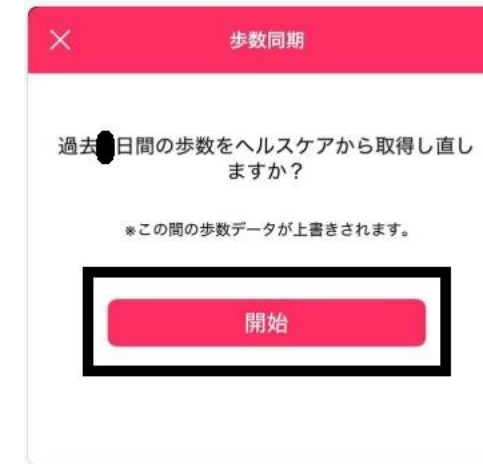 歩数同期
過去日間の歩数をヘルスケアから取得し直し
ますか？
※この間の歩数データが上書きされます。
開始